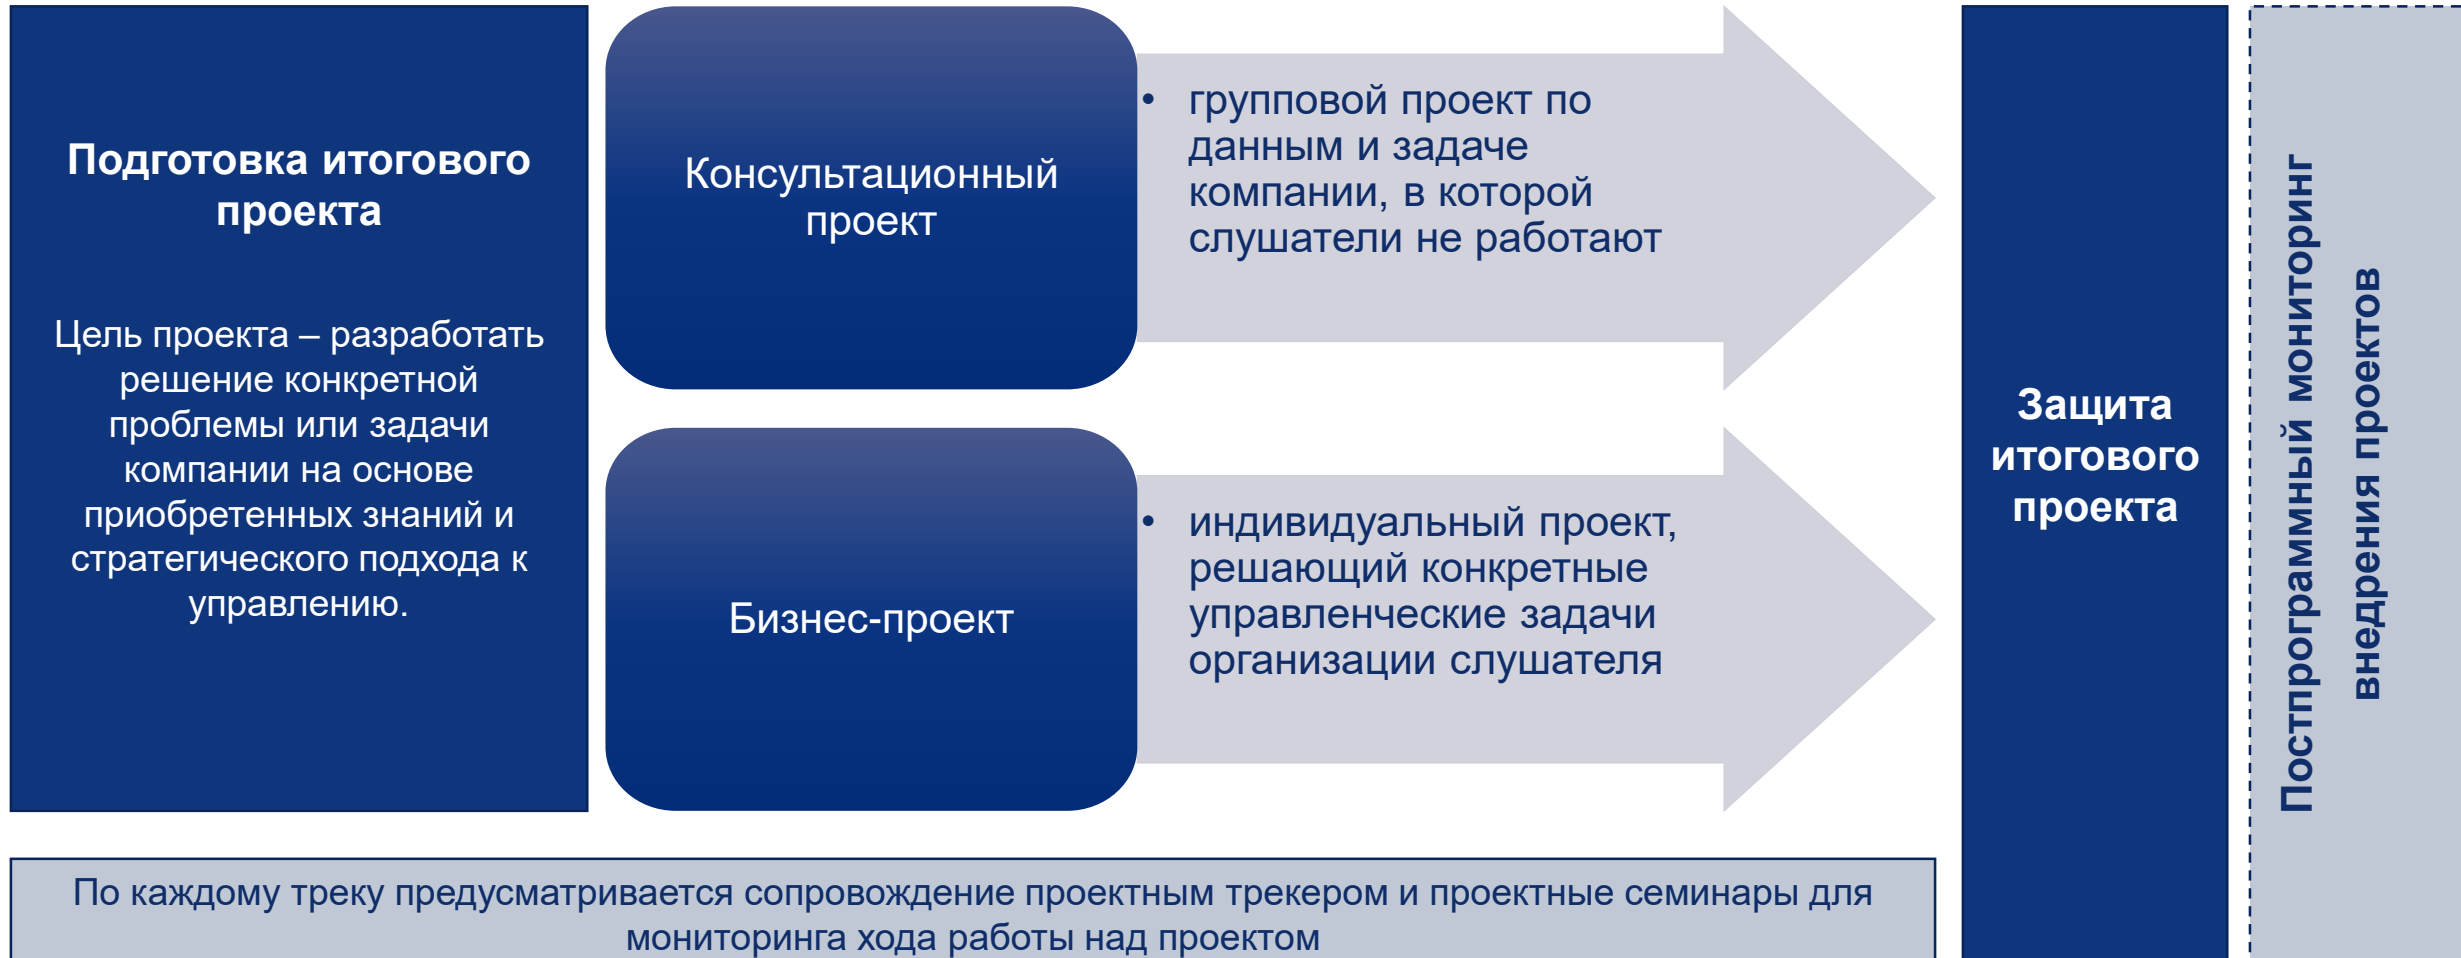 Подготовка итогового
проекта
Цель проекта – разработать
решение конкретной
проблемы или задачи
компании на основе
приобретенных знаний и
стратегического подхода к
управлению.
Консультационный
проект
• групповой проект по
данным и задаче
компании, в которой
слушатели не работают
Бизнес-проект
• индивидуальный проект,
решающий конкретные
управленческие задачи
организации слушателя
Защита
итогового
проекта
Постпрограммный мониторинг
внедрения проектов
По каждому треку предусматривается сопровождение проектным трекером и проектные семинары для
мониторинга хода работы над проектом